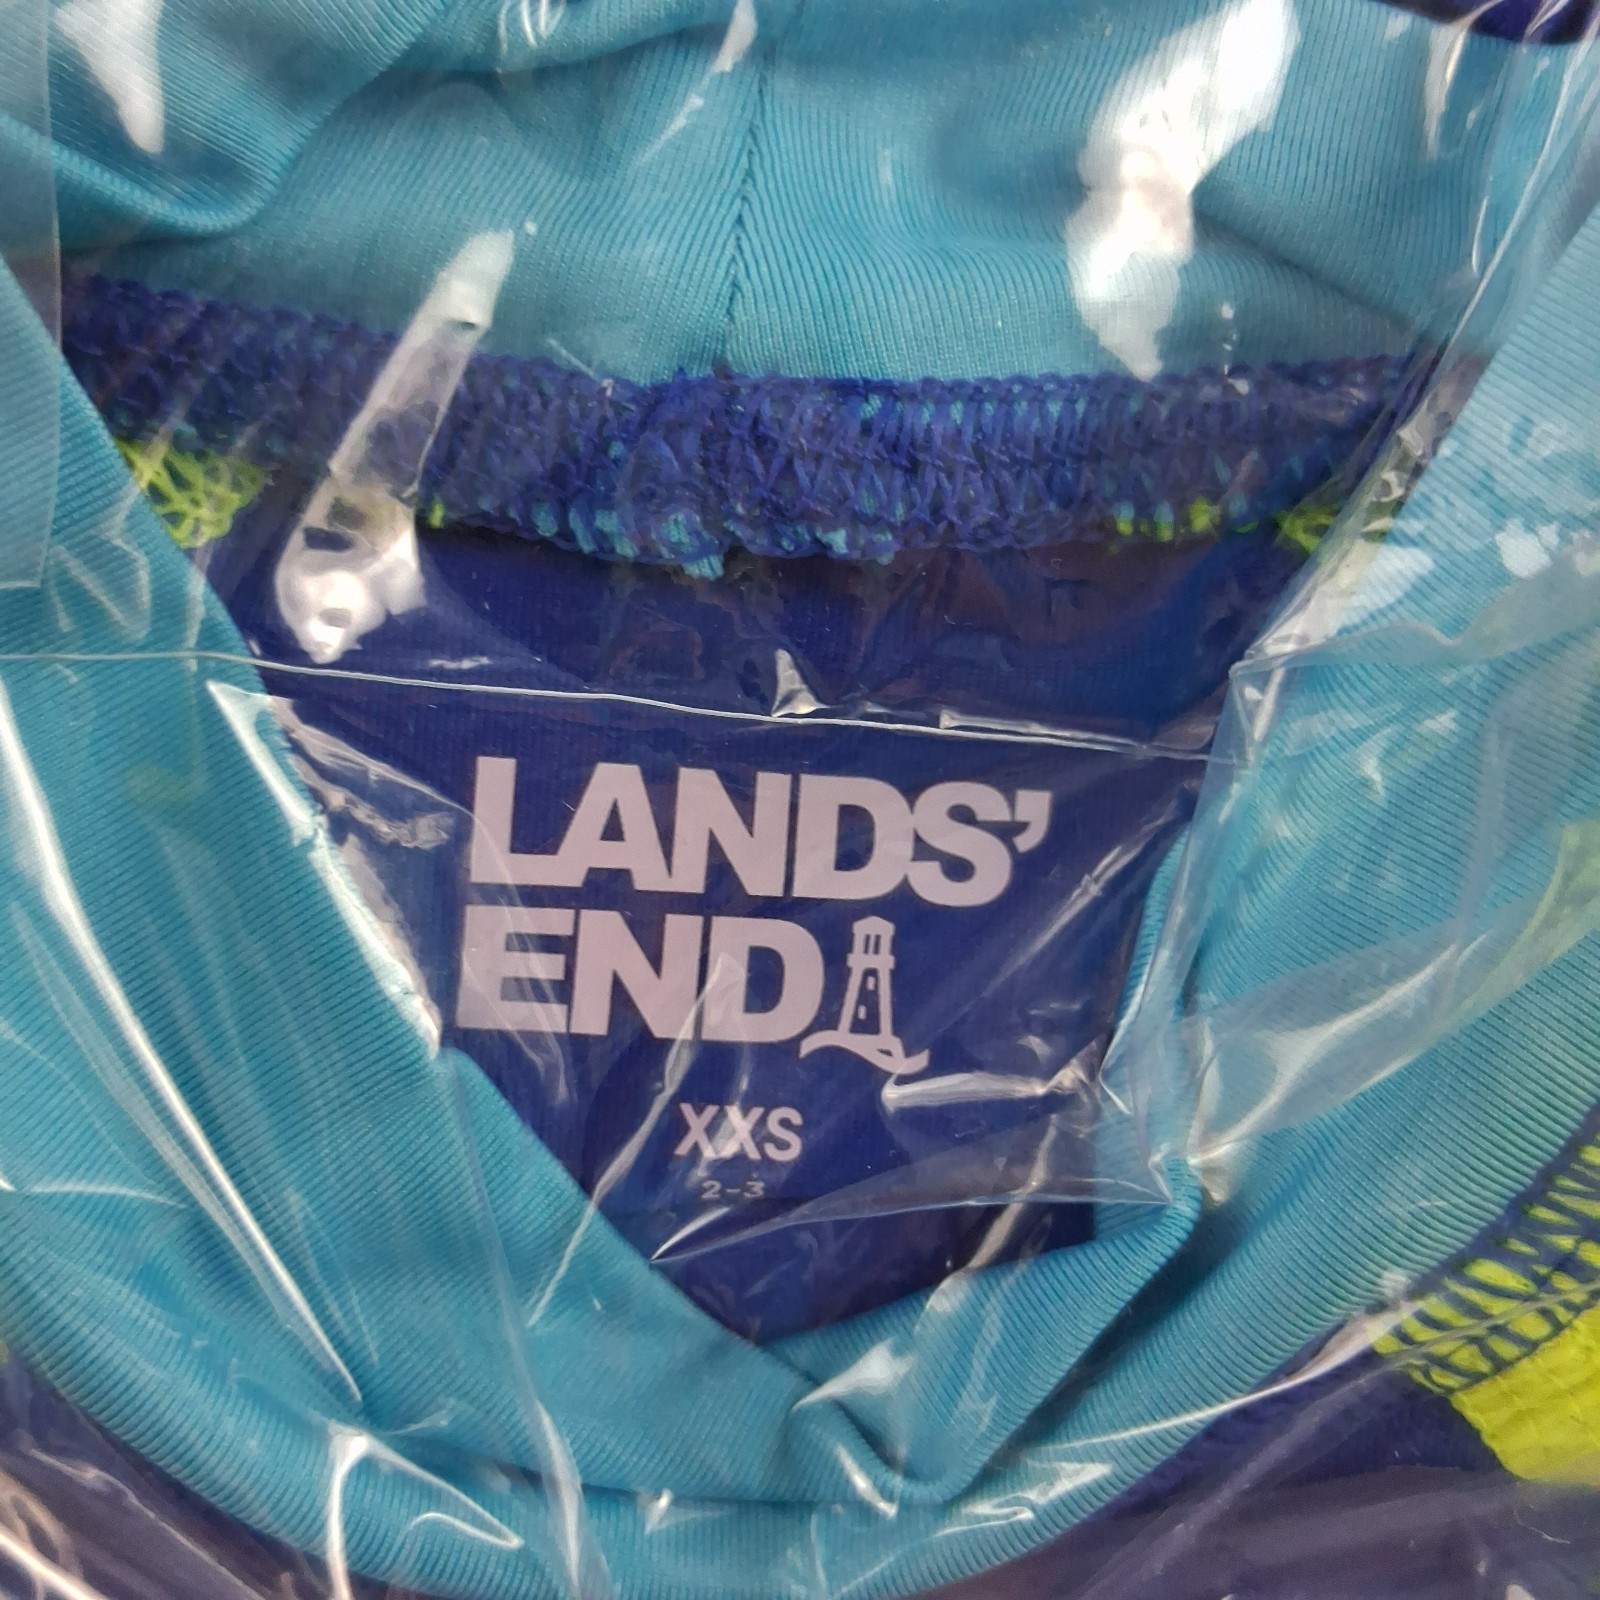 LANDS'
END
XXS
2-3